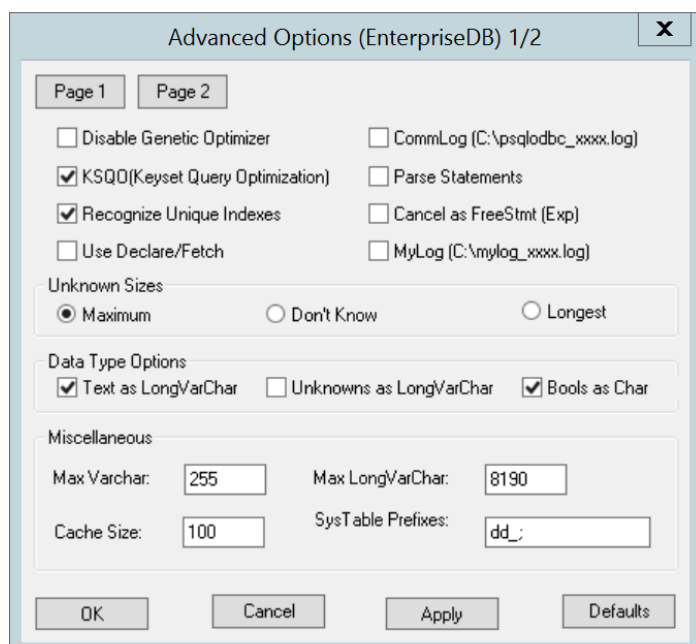 Advanced Options (EnterpriseDB) 1/2
X
Page 1 Page 2
Disable Genetic Optimizer CommLog (C:\psqlodbc_xxxx.log)
KSQO(Keyset Query Optimization) Parse Statements
Recognize Unique Indexes Cancel as FreeStmt (Exp)
Use Declare/Fetch MyLog (C:\mylog_xxxx.log)
Unknown Sizes
Maximum Don't Know Longest
Data Type Options
Text as LongVarChar Unknowns as LongVarChar Bools as Char
Miscellaneous
Max Varchar: 255 Max LongVarChar: 8190
Cache Size: 100 SysTable Prefixes: dd_;
OK Cancel Apply Defaults